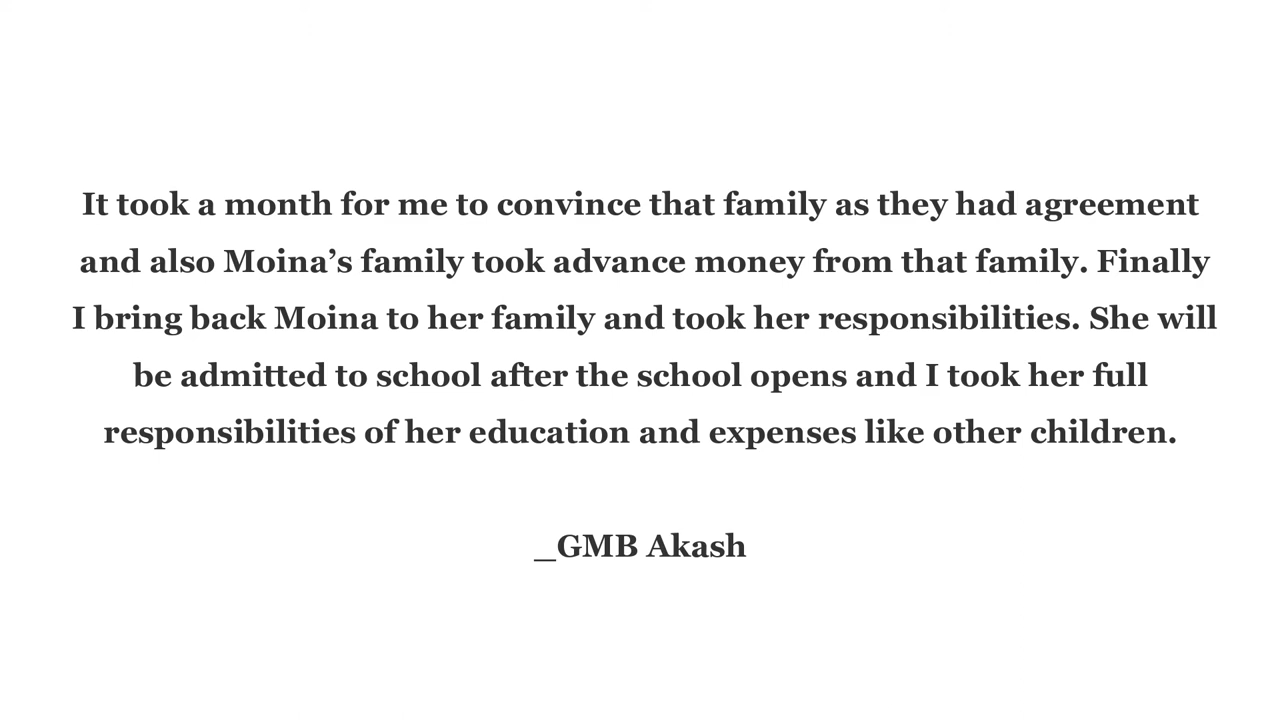 It took a month for me to convince that family as they had agreement
and also Moina’s family took advance money from that family. Finally
I bring back Moina to her family and took her responsibilities. She will
be admitted to school after the school opens and I took her full
responsibilities of her education and expenses like other children.
_GMB Akash